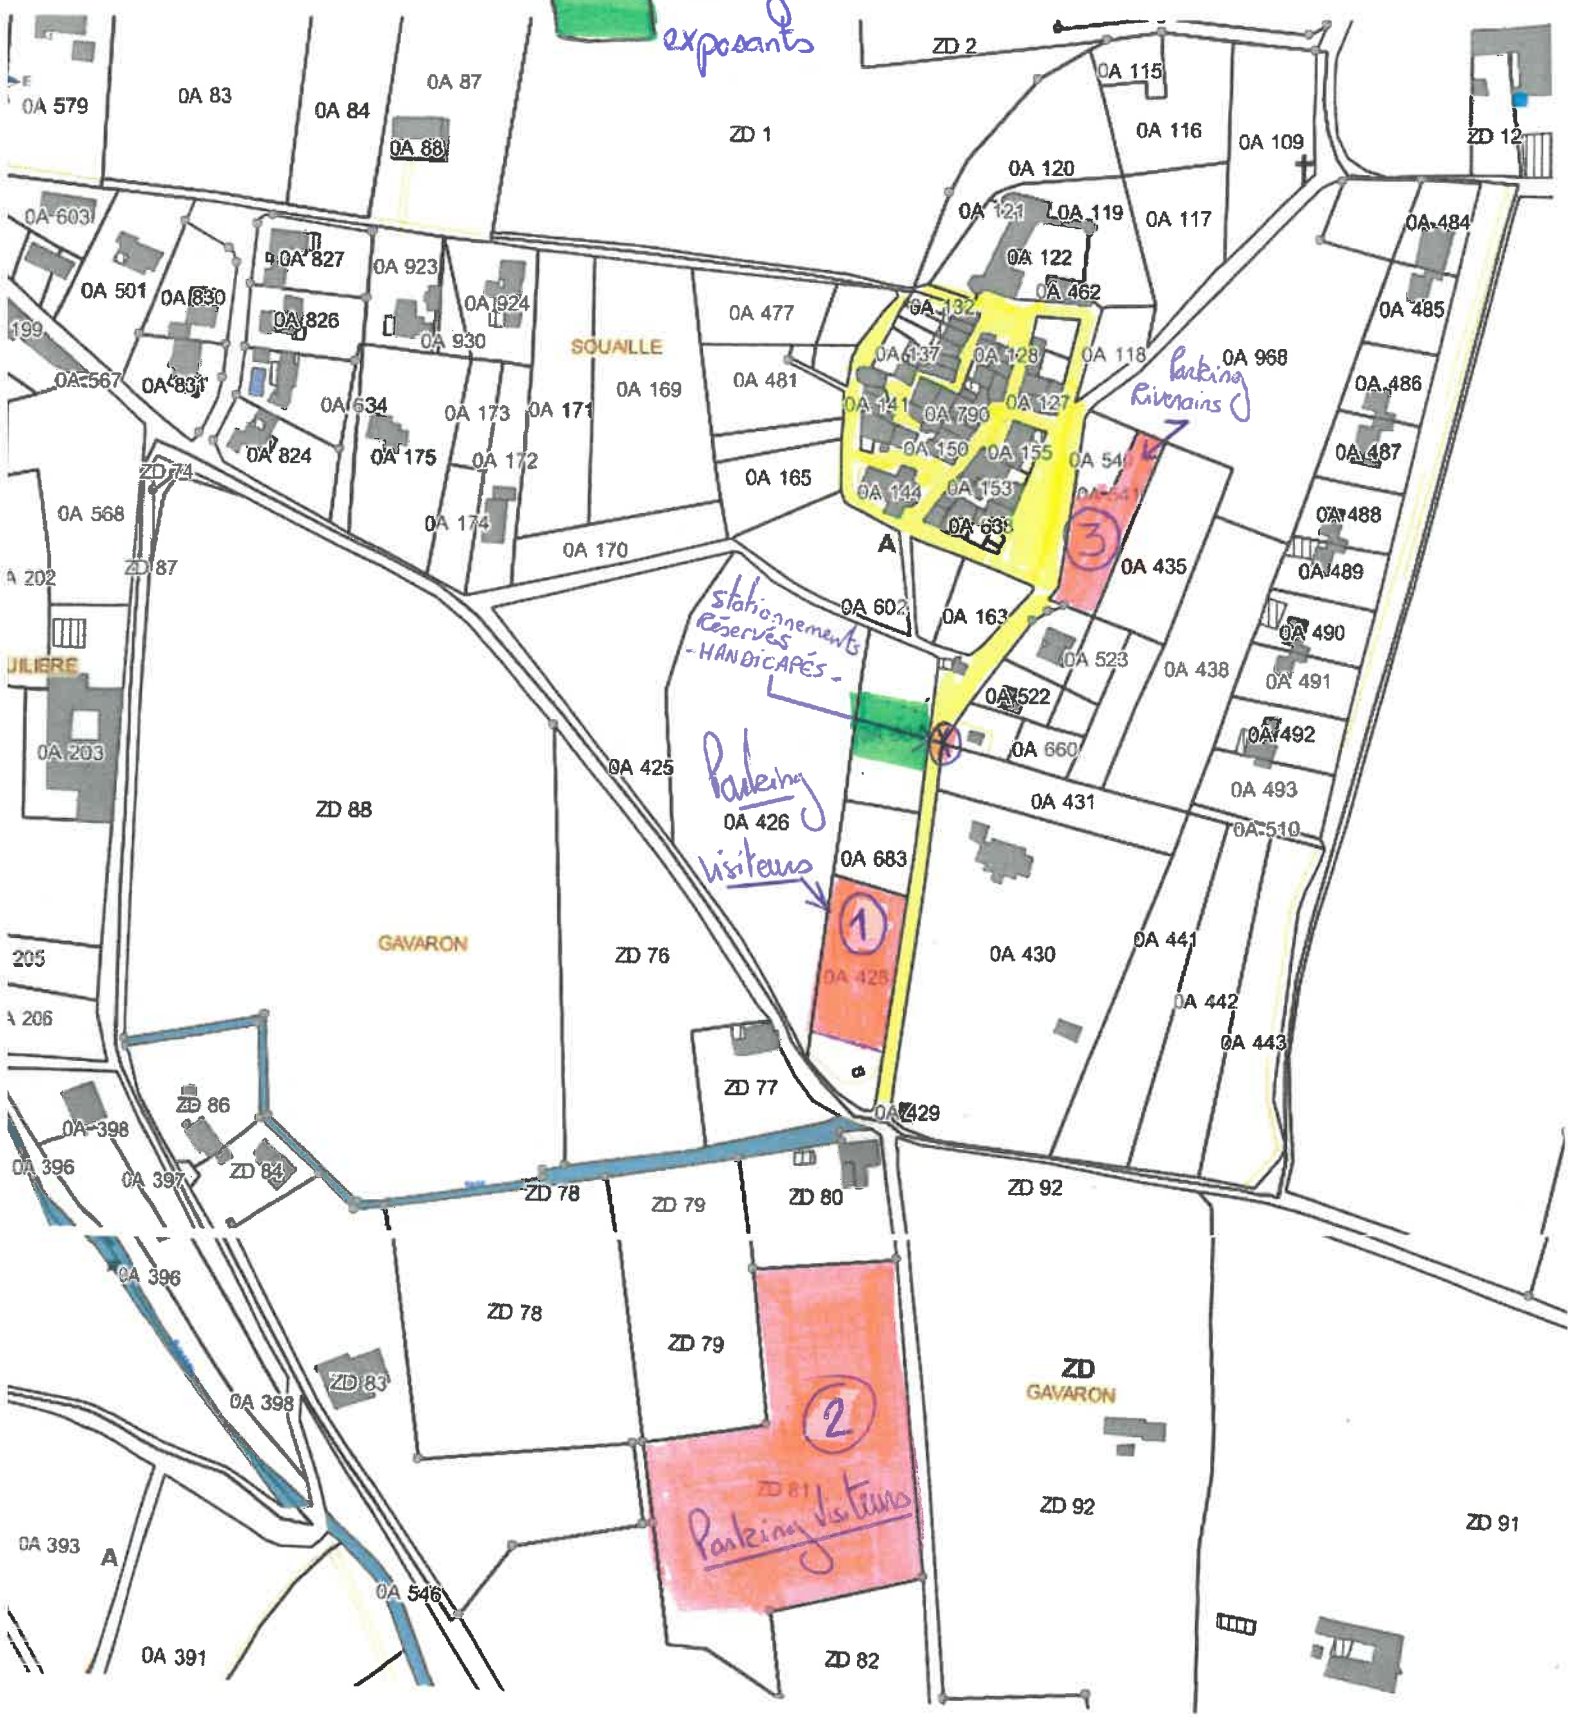 exposants
ZD 2
0A 115
0A 87
0A 579
0A 83
0A 84
0A 88
ZD 1
0A 116
0A 109
ZD 12
0A 120
0A 603
0A 121
0A 119
0A 117
0A 484
0A 827
0A 923
0A 122
0A 501
0A 830
0A 924
0A 462
0A 485
199
0A 826
0A 930
0A 477
0A 132
SOUAILLE
0A 137
0A 128
0A 118
0A 968
Parking
Riverains
0A 567
0A 831
0A 169
0A 481
0A 486
0A 634
0A 173
0A 171
0A 141
0A 790
0A 127
0A 824
0A 175
0A 172
0A 150
0A 155
0A 540
0A 487
ZD 74
0A 165
0A 144
0A 153
0A 541
0A 568
0A 174
0A 638
0A 488
A
3
0A 170
ZD 87
A 202
0A 435
0A 489
stationnements
Réservés
- HANDICAPÉS -
0A 602
0A 163
0A 490
UILIERE
0A 523
0A 438
0A 491
0A 522
0A 203
0A 660
0A 492
0A 425
Parking
0A 493
ZD 88
0A 426
0A 431
0A 510
visiteurs
0A 683
1
GAVARON
0A 441
205
ZD 76
0A 428
0A 430
0A 442
A 206
0A 443
ZD 77
ZD 86
0A 429
0A 398
0A 396
0A 397
ZD 84
ZD 78
ZD 79
ZD 80
ZD 92
0A 396
ZD 78
ZD 79
ZD
GAVARON
ZD 83
0A 398
2
ZD 81
Parking Visiteurs
ZD 92
ZD 91
0A 393
A
0A 546
0A 391
ZD 82